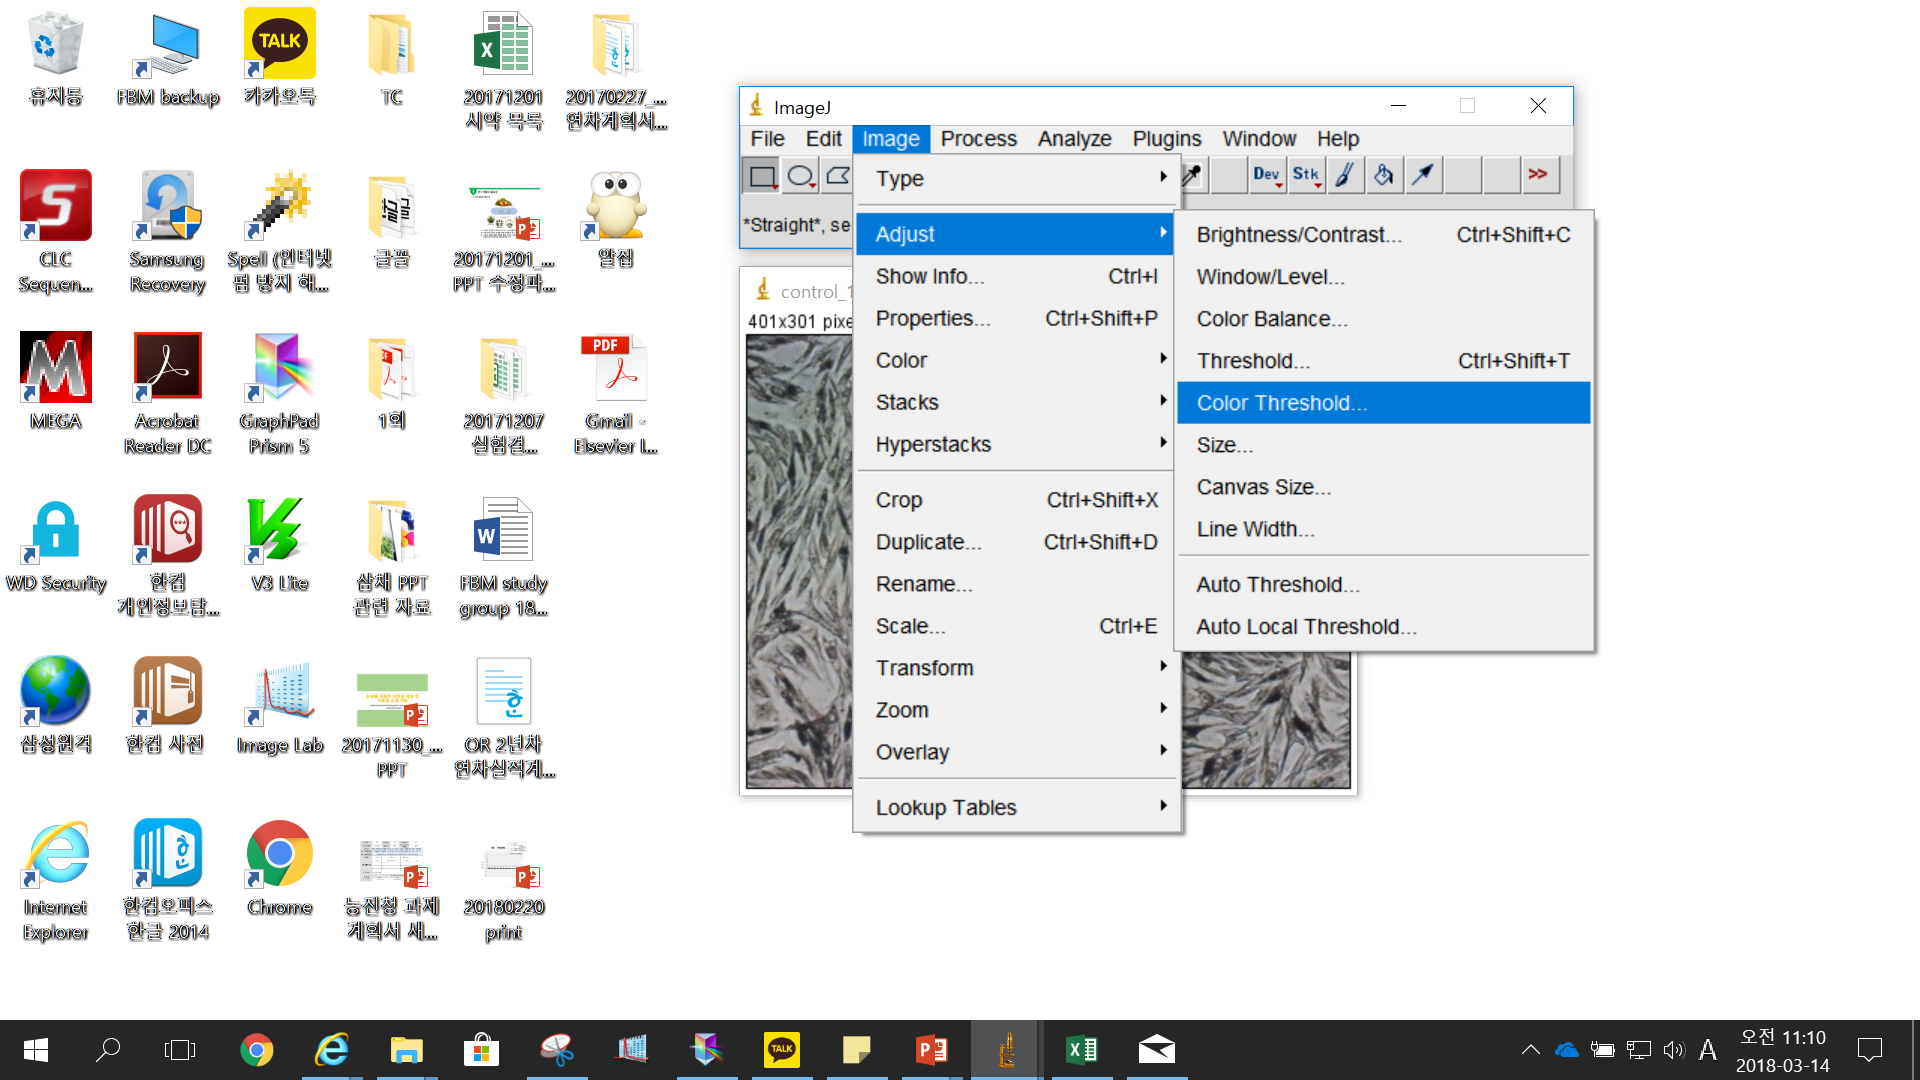 휴지통
FBM backup
카카오톡
TC
20171201
시약 목록
20170227_...
연차계획서...
CLC
Sequen...
Samsung
Recovery
Spell (인터넷
펌 방지 해...
글꼴
20171201_...
PPT 수정파...
알집
MEGA
Acrobat
Reader DC
GraphPad
Prism 5
1회
20171207
실험결...
Gmail -
Elsevier I...
WD Security
한컴
개인정보탐...
V3 Lite
삼채 PPT
관련 자료
FBM study
group 18...
삼성원격
한컴 사전
Image Lab
20171130_...
PPT
OR 2년차
연차실적계...
Internet
Explorer
한컴오피스
한글 2014
Chrome
능진청 과제
계획서 새...
20180220
print
ImageJ
File Edit Image Process Analyze Plugins Window Help
Dev Stk >>
*Straight*, se
control_1
401x301 pixe
Type
Adjust
Show Info... Ctrl+I
Properties... Ctrl+Shift+P
Color
Stacks
Hyperstacks
Crop Ctrl+Shift+X
Duplicate... Ctrl+Shift+D
Rename...
Scale... Ctrl+E
Transform
Zoom
Overlay
Lookup Tables
Brightness/Contrast... Ctrl+Shift+C
Window/Level...
Color Balance...
Threshold... Ctrl+Shift+T
Color Threshold...
Size...
Canvas Size...
Line Width...
Auto Threshold...
Auto Local Threshold...
TALK
PDF
A
오전 11:10
2018-03-14